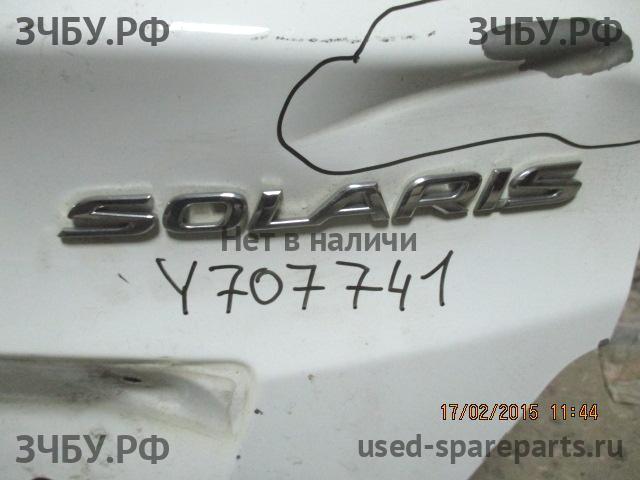 ЗЧБУ.РФ
ЗЧБУ.РФ
SOLARIS
Нет в наличи
Y707741
17/02/2015 11:44
ЗЧБУ.РФ
used-spareparts.ru